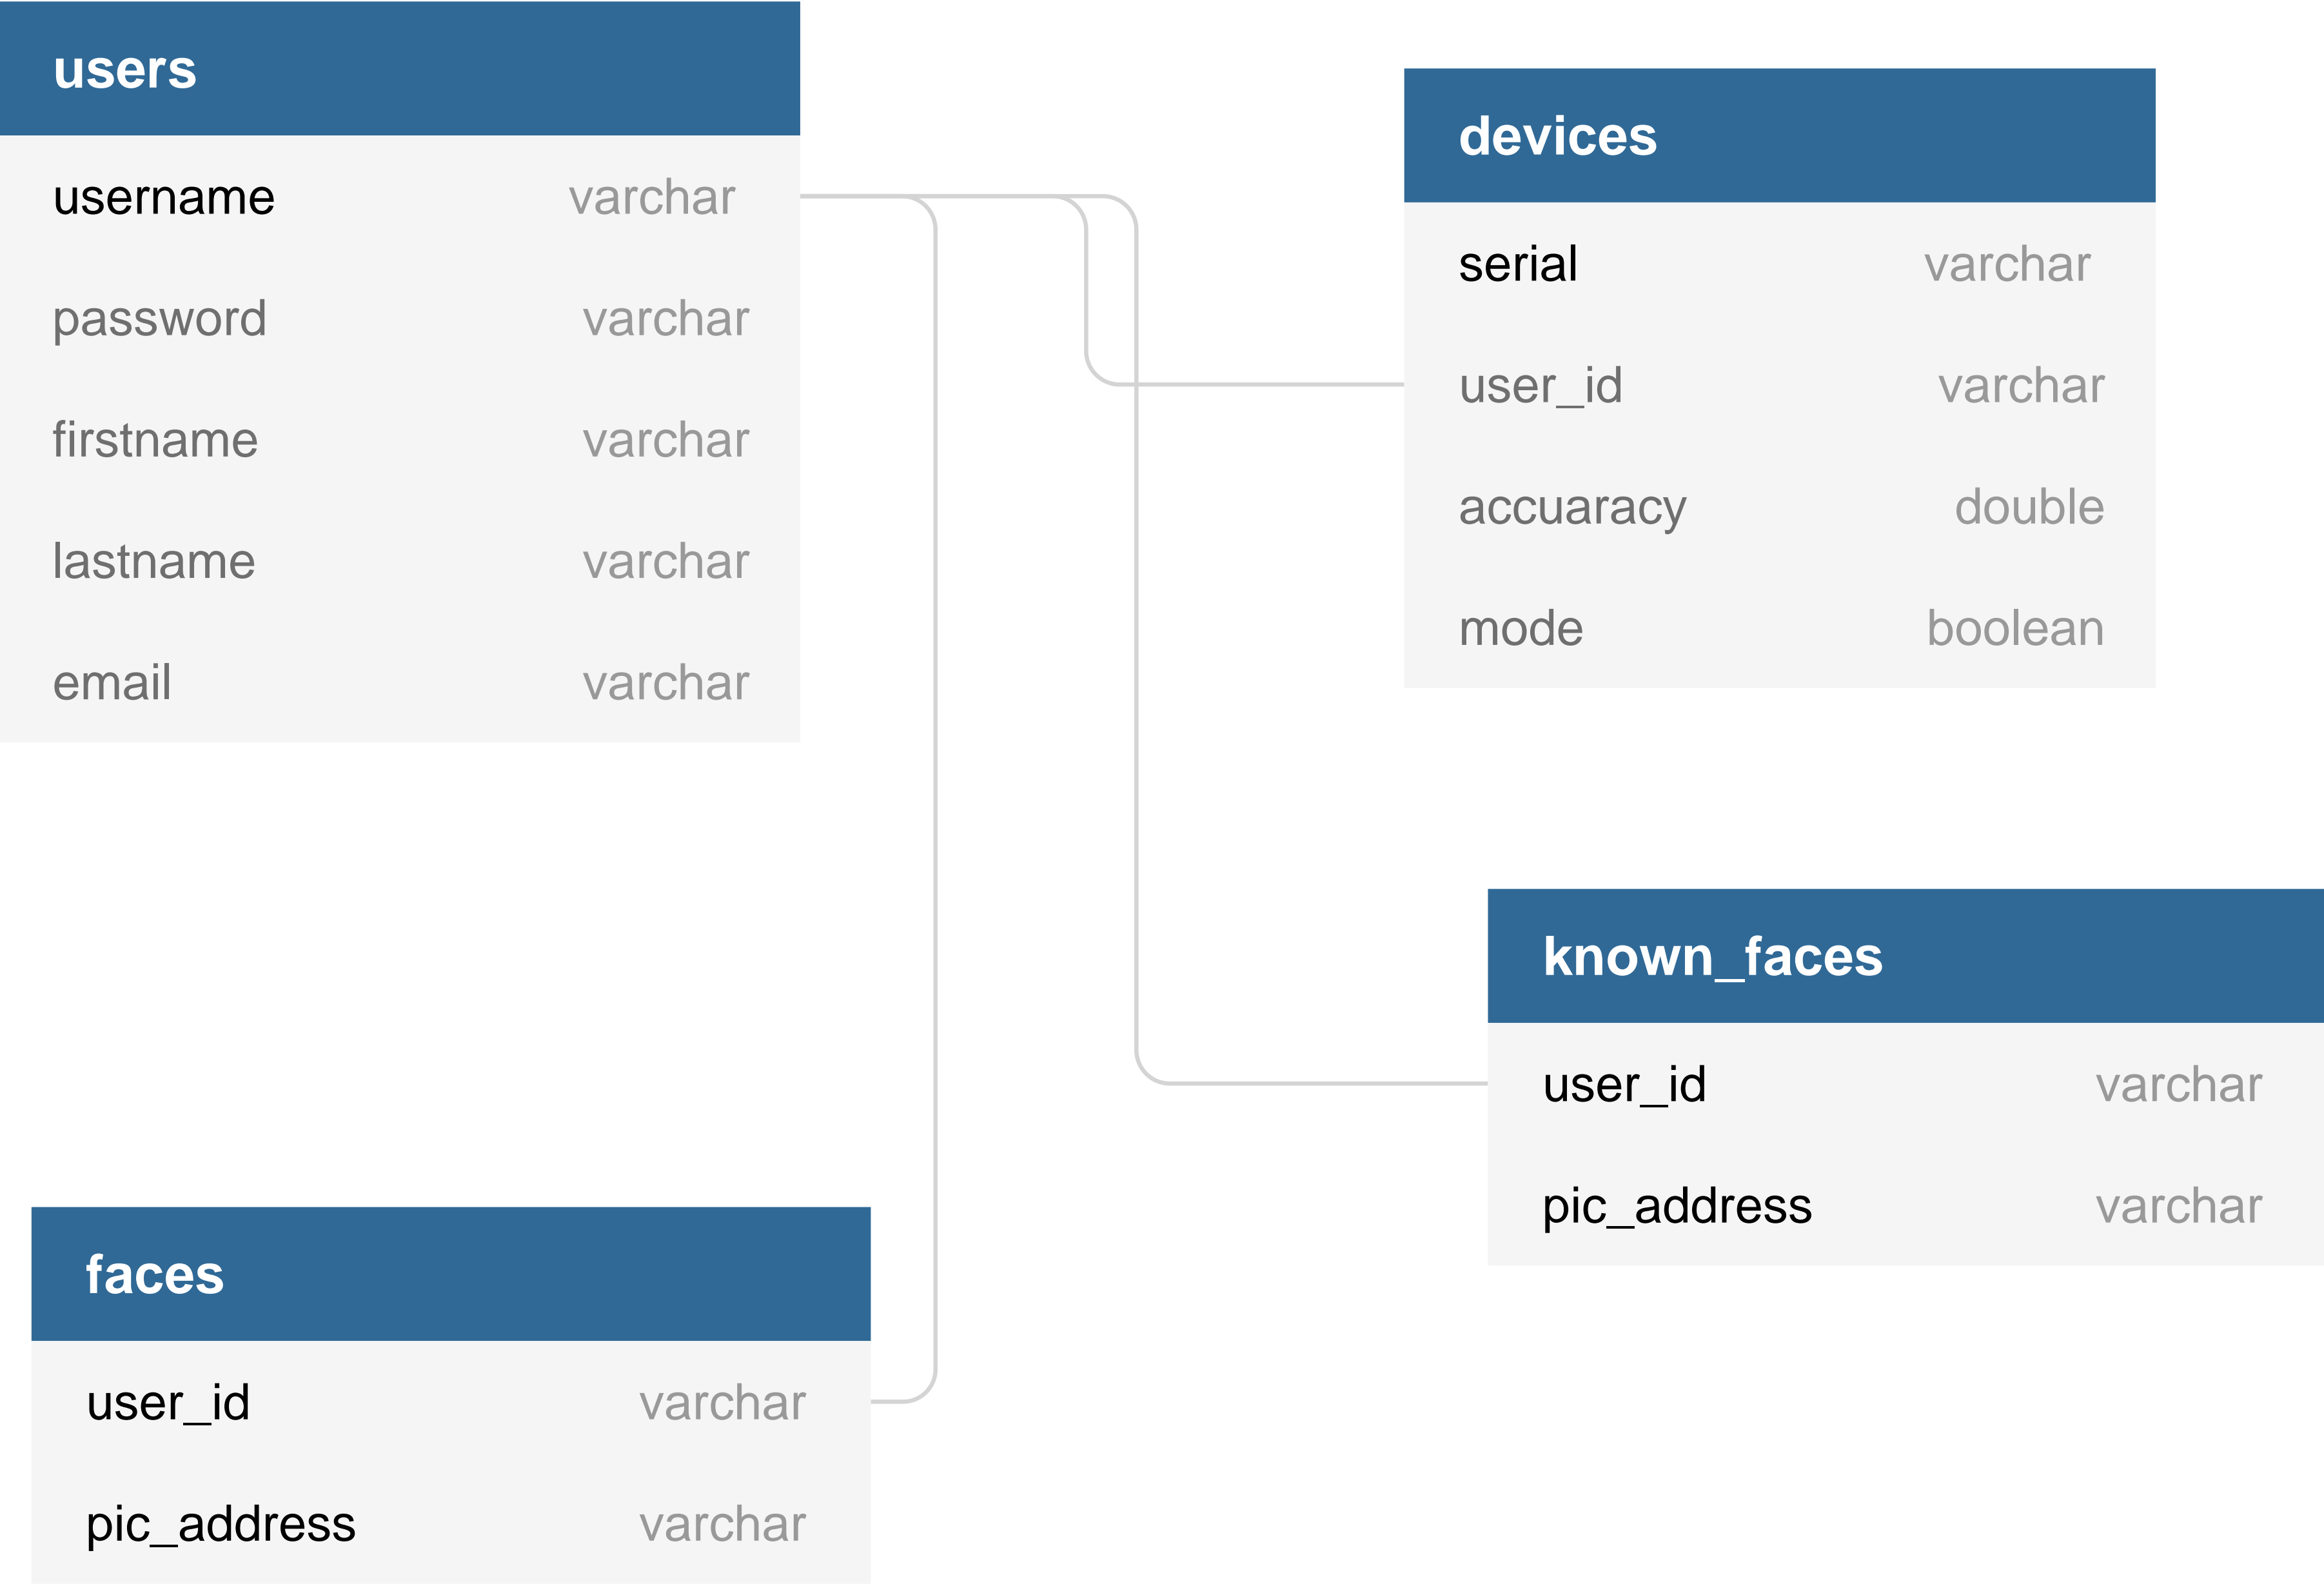 users
username varchar
password varchar
firstname varchar
lastname varchar
email varchar
devices
serial varchar
user_id varchar
accuaracy double
mode boolean
known_faces
user_id varchar
pic_address varchar
faces
user_id varchar
pic_address varchar